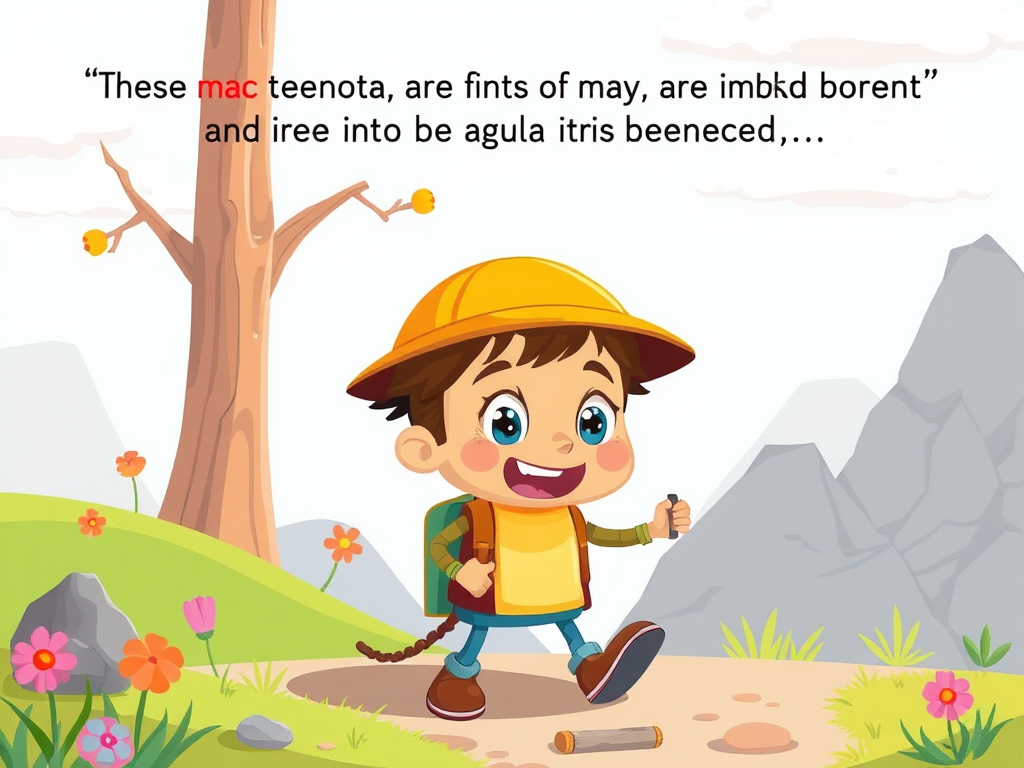 “These mac teenota, are fints of may, are imbkd borent”
and iree into be agula itris beeneced,...